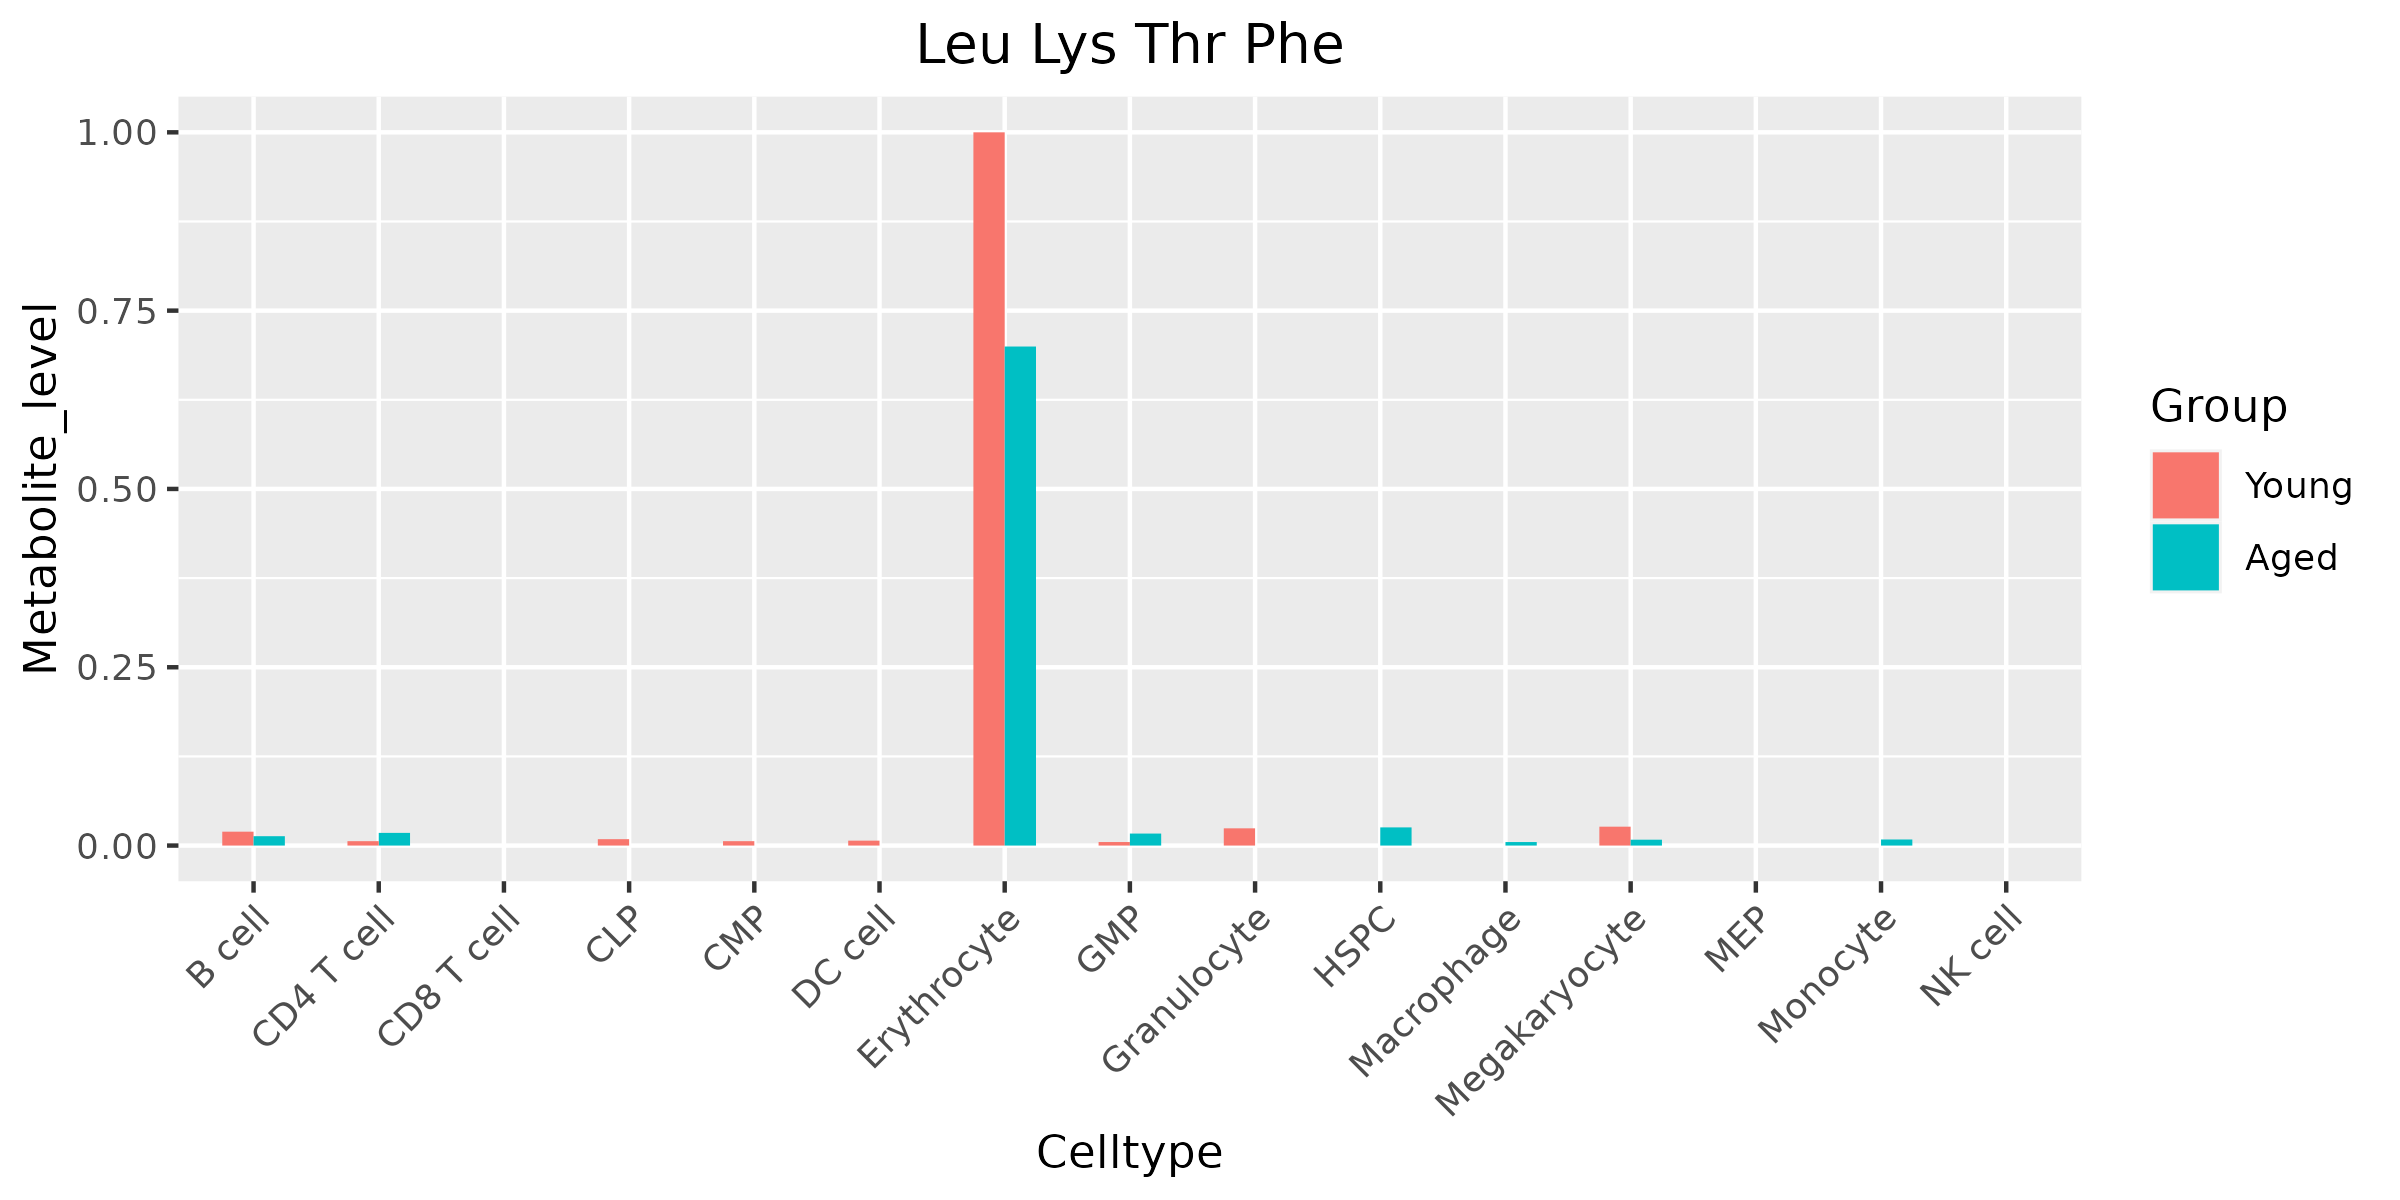 Leu Lys Thr Phe
Metabolite_level
1.00
0.75
0.50
0.25
0.00
B cell
CD4 T cell
CD8 T cell
CLP
CMP
DC cell
Erythrocyte
GMP
Granulocyte
HSPC
Macrophage
Megakaryocyte
MEP
Monocyte
NK cell
Celltype
Group
Young
Aged